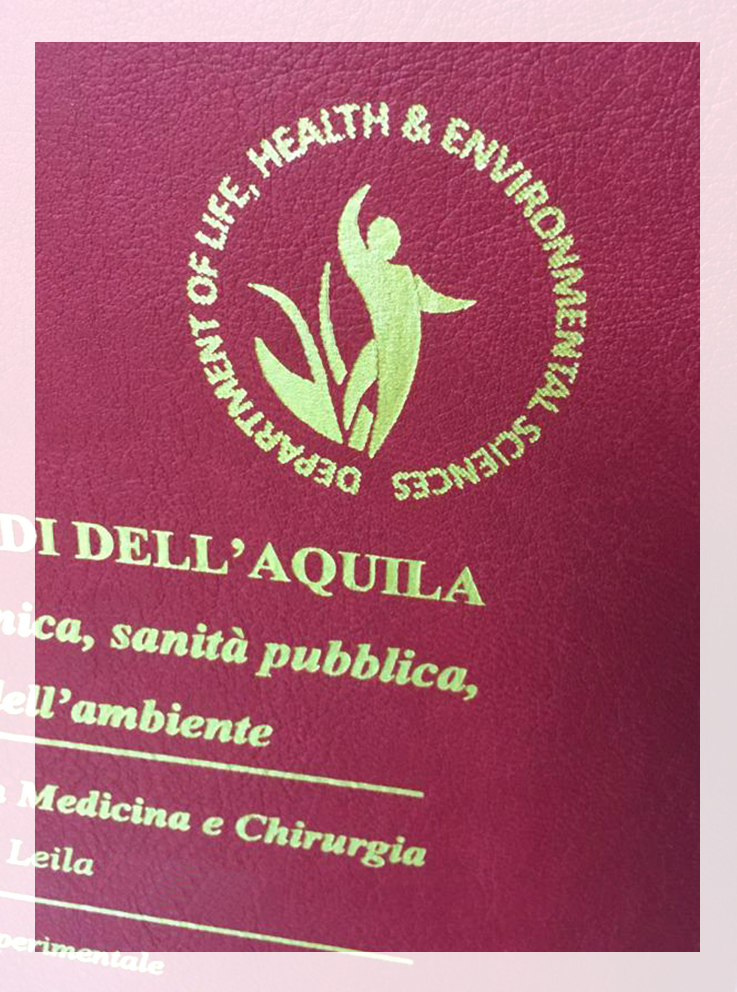 DEPARTMENT OF LIFE, HEALTH & ENVIRONMENTAL SCIENCES
DI DELL'AQUILA
nica, sanità pubblica,
dell'ambiente
Medicina e Chirurgia
Leila
perimentale